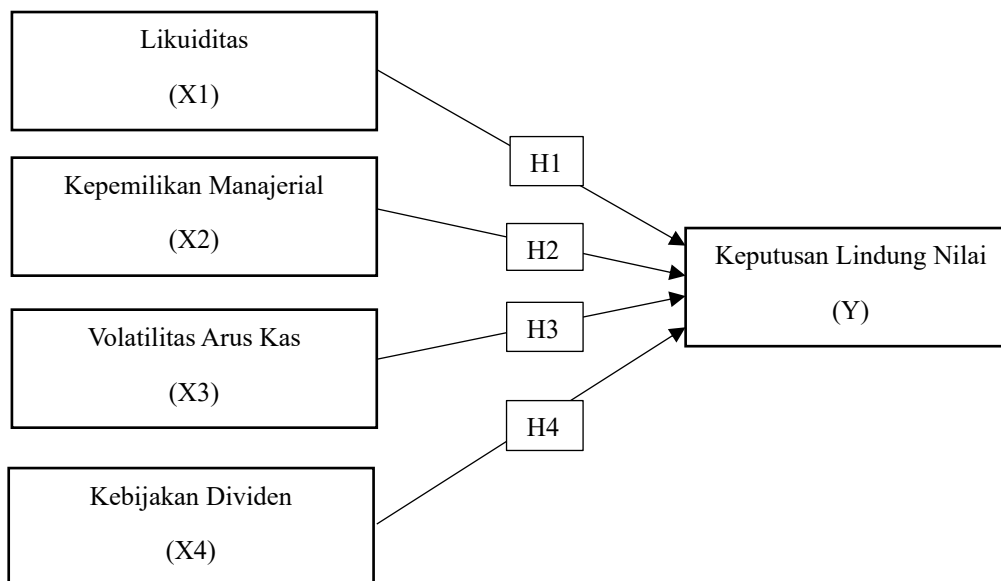 Likuiditas
(X1)
H1
Kepemilikan Manajerial
(X2)
H2
Keputusan Lindung Nilai
(Y)
Volatilitas Arus Kas
(X3)
H3
H4
Kebijakan Dividen
(X4)